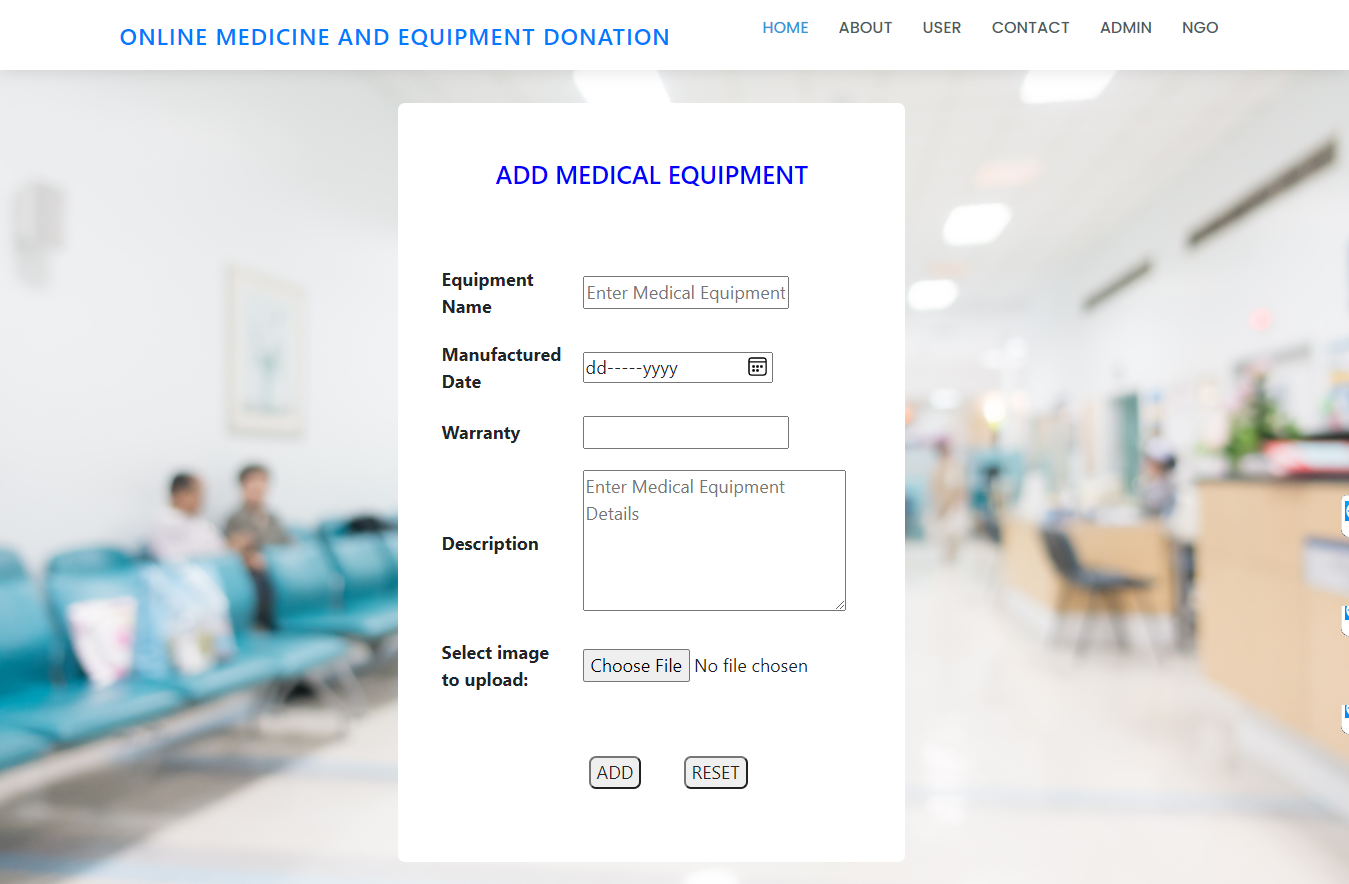 ONLINE MEDICINE AND EQUIPMENT DONATION
HOME ABOUT USER CONTACT ADMIN NGO
ADD MEDICAL EQUIPMENT
Equipment
Name
Enter Medical Equipment
Manufactured
Date
dd-----yyyy
Warranty
Enter Medical Equipment
Details
Description
Select image
to upload:
Choose File No file chosen
ADD RESET